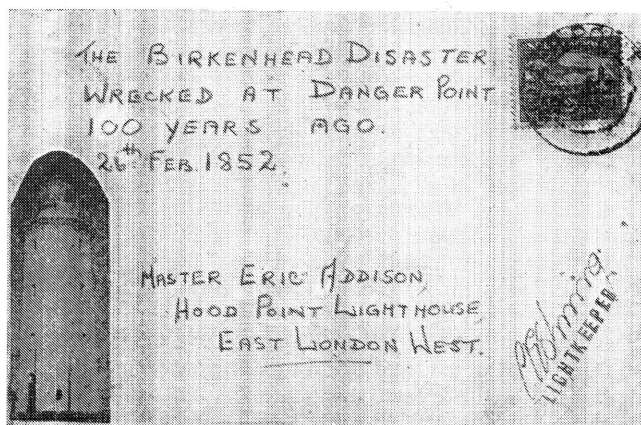 THE BIRKENHEAD DISASTER
WRECKED AT DANGER POINT
100 YEARS AGO.
26th FEB. 1852.
MASTER ERIC ADDISON
HOOD POINT LIGHTHOUSE
EAST LONDON WEST.
LIGHTKEEPER